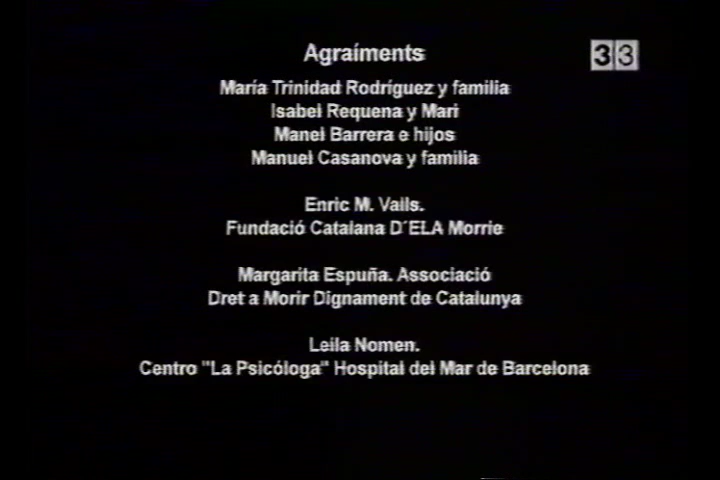 Agraíments
33
María Trinidad Rodríguez y familia
Isabel Requena y Mari
Manel Barrera e hijos
Manuel Casanova y familia
Enric M. Valls.
Fundació Catalana D´ELA Morrie
Margarita Espuña. Associació
Dret a Morir Dignament de Catalunya
Leila Nomen.
Centro "La Psicóloga" Hospital del Mar de Barcelona